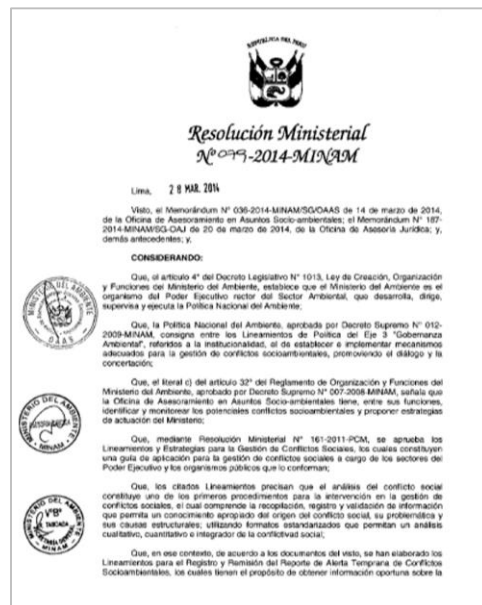 REPUBLICA DEL PERU
Resolución Ministerial
N° 099-2014-MINAM
Lima, 28 MAR. 2014
Visto, el Memorándum N° 036-2014-MINAM/SG/OAAS de 14 de marzo de 2014,
de la Oficina de Asesoramiento en Asuntos Socio-ambientales; el Memorándum N° 187-
2014-MINAM/SG-OAJ de 20 de marzo de 2014, de la Oficina de Asesoría Jurídica; y,
demás antecedentes; y,
CONSIDERANDO:
Que, el artículo 4° del Decreto Legislativo N° 1013, Ley de Creación, Organización
y Funciones del Ministerio del Ambiente, establece que el Ministerio del Ambiente es el
organismo del Poder Ejecutivo rector del Sector Ambiental, que desarrolla, dirige,
supervisa y ejecuta la Política Nacional del Ambiente;
Que, la Política Nacional del Ambiente, aprobada por Decreto Supremo N° 012-
2009-MINAM, consigna entre los Lineamientos de Política del Eje 3 "Gobernanza
Ambiental", referidos a la institucionalidad, el de establecer e implementar mecanismos
adecuados para la gestión de conflictos socioambientales, promoviendo el diálogo y la
concertación;
Que, el literal c) del artículo 32° del Reglamento de Organización y Funciones del
Ministerio del Ambiente, aprobado por Decreto Supremo N° 007-2008-MINAM, señala que
la Oficina de Asesoramiento en Asuntos Socio-ambientales tiene, entre sus funciones,
identificar y monitorear los potenciales conflictos socioambientales y proponer estrategias
de actuación del Ministerio;
Que, mediante Resolución Ministerial N° 161-2011-PCM, se aprueba los
Lineamientos y Estrategias para la Gestión de Conflictos Sociales, los cuales constituyen
una guía de aplicación para la gestión de conflictos sociales a cargo de los sectores del
Poder Ejecutivo y los organismos públicos que lo conforman;
Que, los citados Lineamientos precisan que el análisis del conflicto social
constituye uno de los primeros procedimientos para la intervención en la gestión de
conflictos sociales, el cual comprende la recopilación, registro y validación de información
que permita un conocimiento apropiado del origen del conflicto social, su problemática y
sus causas estructurales; utilizando formatos estandarizados que permitan un análisis
cualitativo, cuantitativo e integrador de la conflictividad social;
Que, en ese contexto, de acuerdo a los documentos del visto, se han elaborado los
Lineamientos para el Registro y Remisión del Reporte de Alerta Temprana de Conflictos
Socioambientales, los cuales tienen el propósito de obtener información oportuna sobre la
MINISTERIO DEL AMBIENTE
OAAS
MINISTERIO DEL AMBIENTE
MINAM
MINISTERIO DEL AMBIENTE
V°B°
MINAM